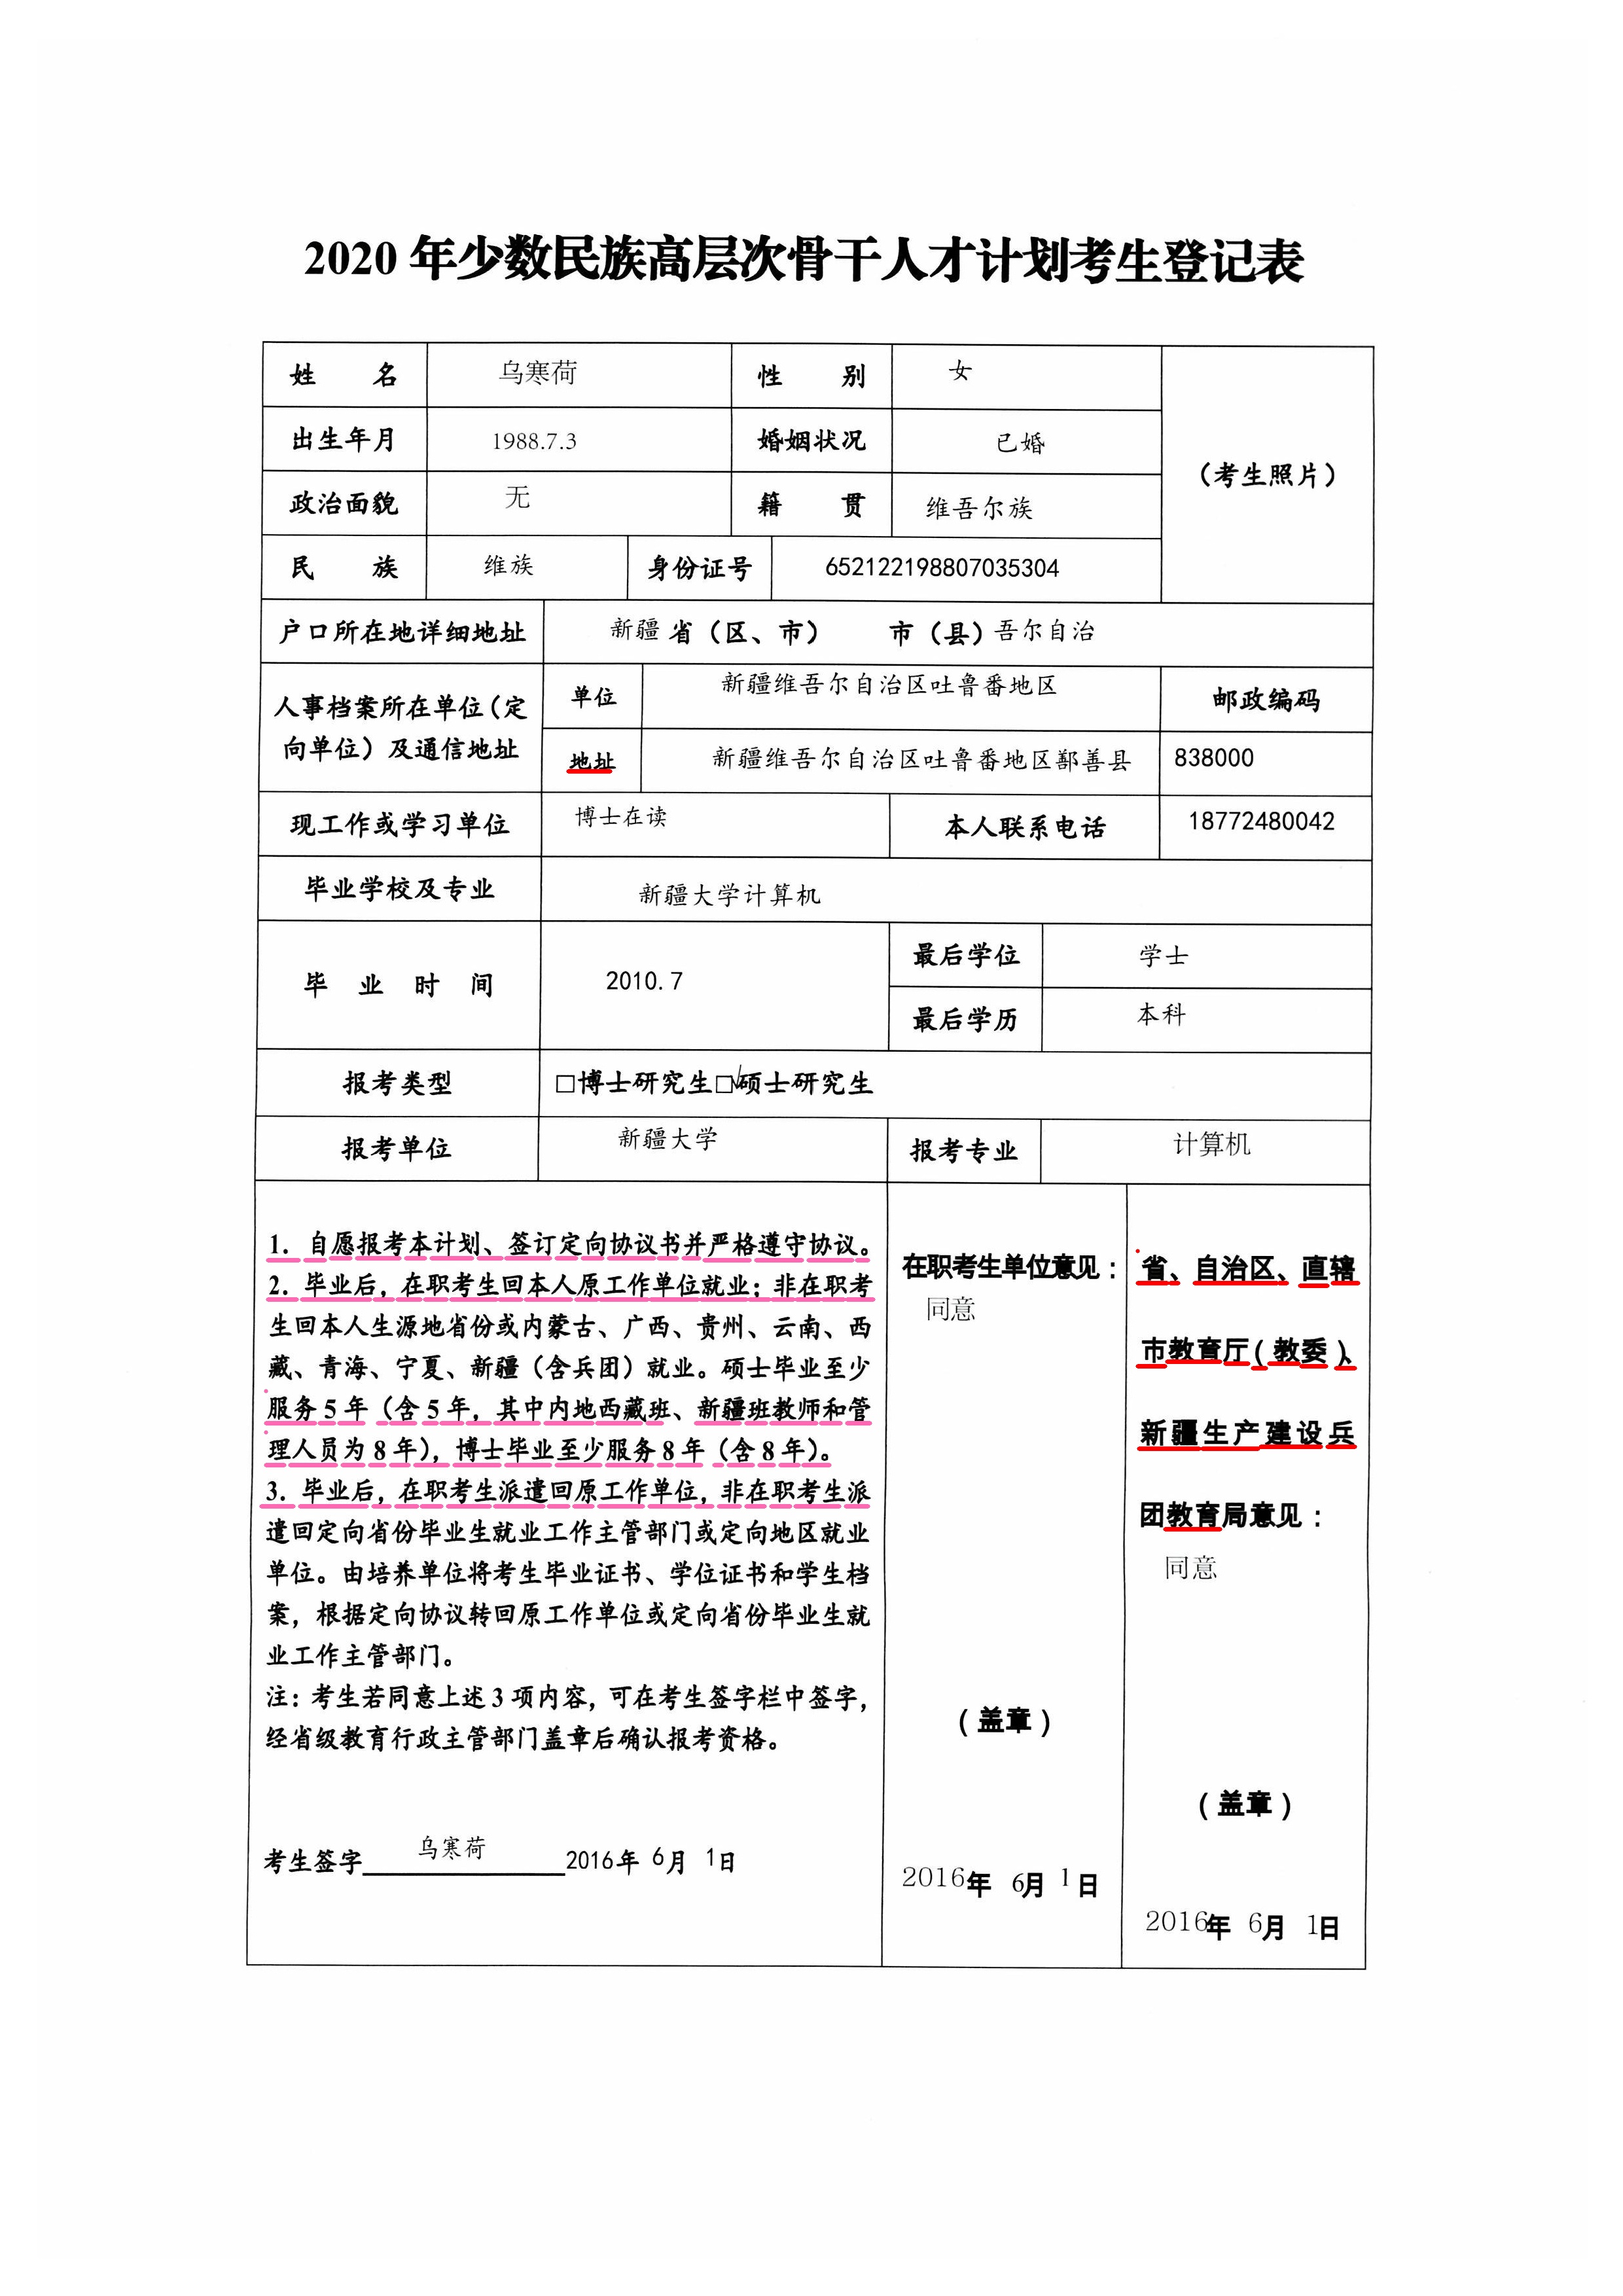 2020 年少数民族高层次骨干人才计划考生登记表
姓 名 乌寒荷 性 别 女
出生年月 1988.7.3 婚姻状况 已婚
(考生照片)
政治面貌 无 籍 贯 维吾尔族
民 族 维族 身份证号 652122198807035304
户口所在地详细地址 新疆 省（区、市） 市（县）吾尔自治
人事档案所在单位（定
向单位）及通信地址
单位 新疆维吾尔自治区吐鲁番地区 邮政编码
地址 新疆维吾尔自治区吐鲁番地区鄯善县 838000
现工作或学习单位 博士在读 本人联系电话 18772480042
毕业学校及专业 新疆大学计算机
毕 业 时 间 2010.7 最后学位 学士
最后学历 本科
报考类型 □博士研究生□√硕士研究生
报考单位 新疆大学 报考专业 计算机
1. 自愿报考本计划、签订定向协议书并严格遵守协议。
2. 毕业后，在职考生回本人原工作单位就业；非在职考
生回本人生源地省份或内蒙古、广西、贵州、云南、西
藏、青海、宁夏、新疆（含兵团）就业。硕士毕业至少
服务 5 年（含 5 年，其中内地西藏班、新疆班教师和管
理人员为 8 年），博士毕业至少服务 8 年（含 8 年）。
3. 毕业后，在职考生派遣回原工作单位，非在职考生派
遣回定向省份毕业生就业工作主管部门或定向地区就业
单位。由培养单位将考生毕业证书、学位证书和学生档
案，根据定向协议转回原工作单位或定向省份毕业生就
业工作主管部门。
注：考生若同意上述 3 项内容，可在考生签字栏中签字，
经省级教育行政主管部门盖章后确认报考资格。
考生签字 乌寒荷 2016年 6月 1日
在职考生单位意见：
同意
（盖章）
2016年 6月 1日
省、自治区、直辖
市教育厅（教委）、
新疆生产建设兵
团教育局意见：
同意
（盖章）
2016年 6月 1日